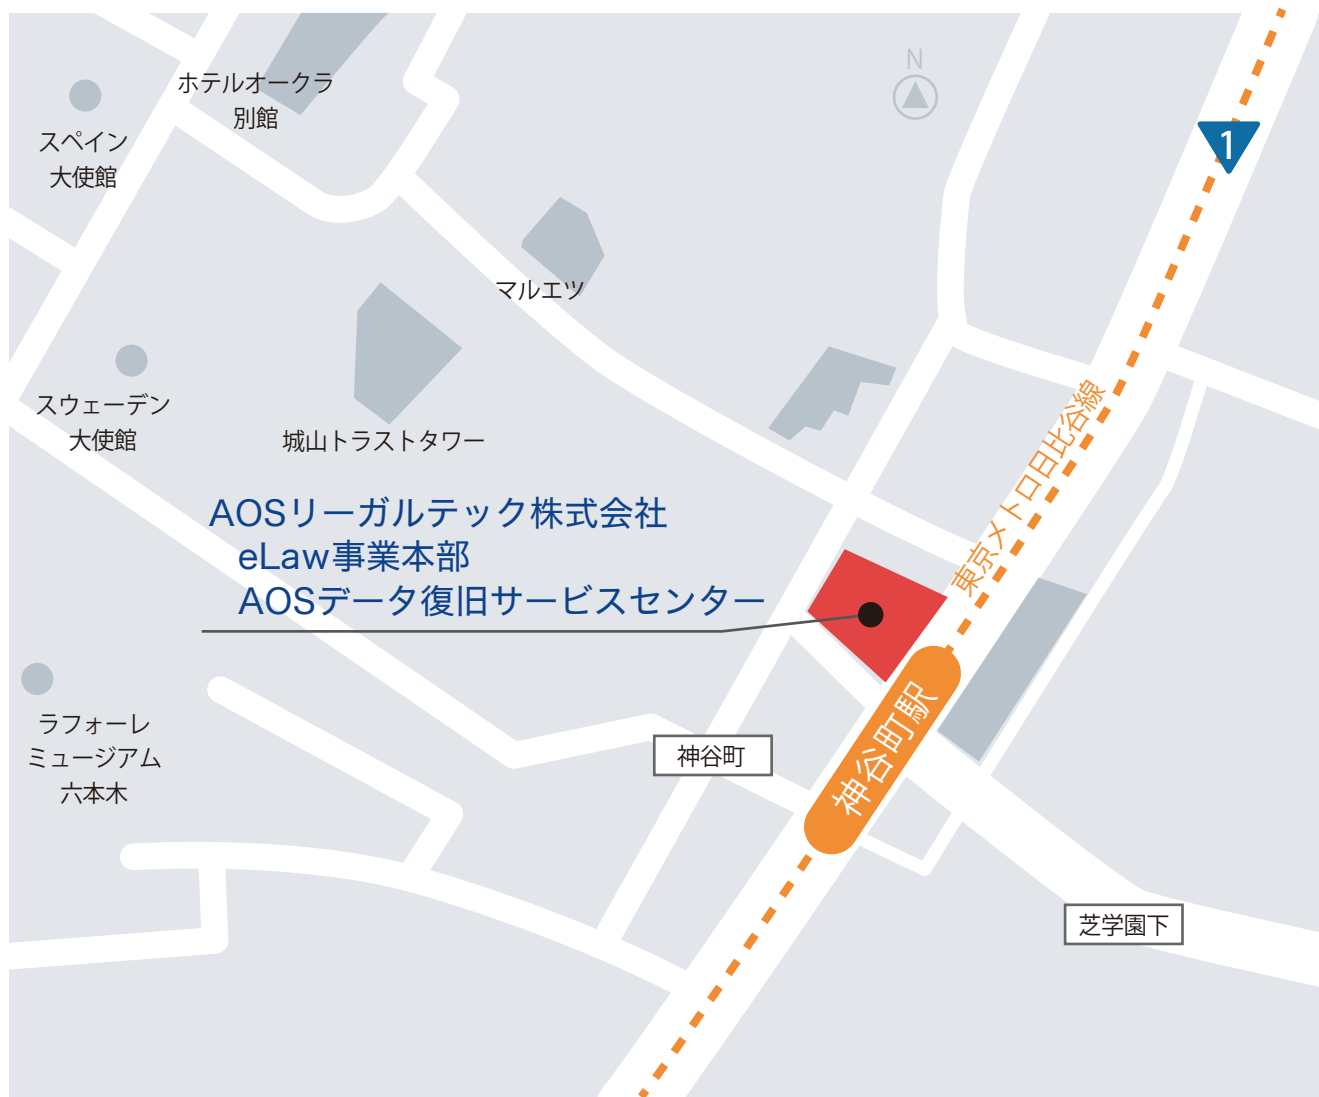 N
ホテルオークラ
別館
スペイン
大使館
1
マルエツ
スウェーデン
大使館
城山トラストタワー
東京メトロ日比谷線
AOSリーガルテック株式会社
eLaw事業本部
AOSデータ復旧サービスセンター
神谷町駅
ラフォーレ
ミュージアム
六本木
神谷町
芝学園下